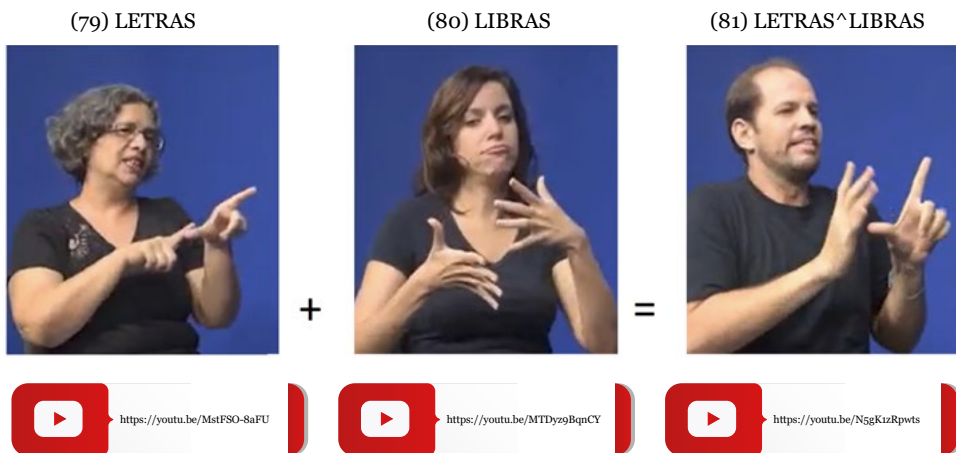 (79) LETRAS
(80) LIBRAS
(81) LETRAS^LIBRAS
+
=
https://youtu.be/MstFSO-8aFU
https://youtu.be/MTDyz9BqnCY
https://youtu.be/N5gK1zRpwts